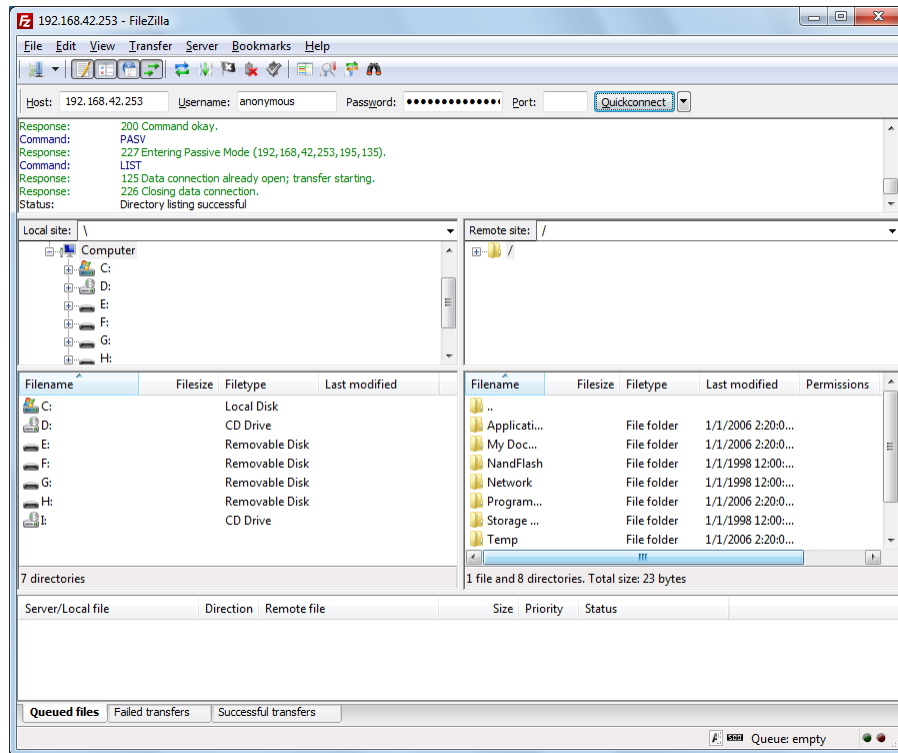 192.168.42.253 - FileZilla
File Edit View Transfer Server Bookmarks Help
Host: 192.168.42.253 Username: anonymous Password: ●●●●●●●●●●●●●● Port: Quickconnect
Response: 200 Command okay.
Command: PASV
Response: 227 Entering Passive Mode (192,168,42,253,195,135).
Command: LIST
Response: 125 Data connection already open; transfer starting.
Response: 226 Closing data connection.
Status: Directory listing successful
Local site: \
Computer
C:
D:
E:
F:
G:
H:
Remote site: /
/
Filename Filesize Filetype Last modified
C: Local Disk
D: CD Drive
E: Removable Disk
F: Removable Disk
G: Removable Disk
H: Removable Disk
I: CD Drive
7 directories
Filename Filesize Filetype Last modified Permissions
..
Applicati... File folder 1/1/2006 2:20:0...
My Doc... File folder 1/1/2006 2:20:0...
NandFlash File folder 1/1/1998 12:00:...
Network File folder 1/1/1998 12:00:...
Program... File folder 1/1/2006 2:20:0...
Storage ... File folder 1/1/1998 12:00:...
Temp File folder 1/1/2006 2:20:0...
1 file and 8 directories. Total size: 23 bytes
Server/Local file Direction Remote file Size Priority Status
Queued files Failed transfers Successful transfers
Queue: empty